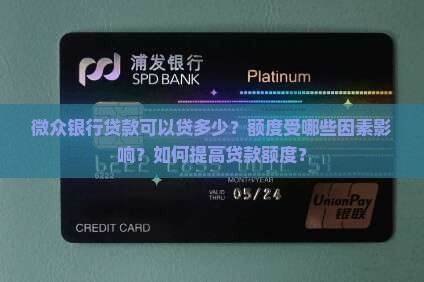 浦发银行
SPD BANK
Platinum
微众银行贷款可以贷多少？额度受哪些因素影
响？如何提高贷款额度？
6222
MONTH/YEAR
VALID
THRU
05/24
CREDIT CARD
UnionPay
银联